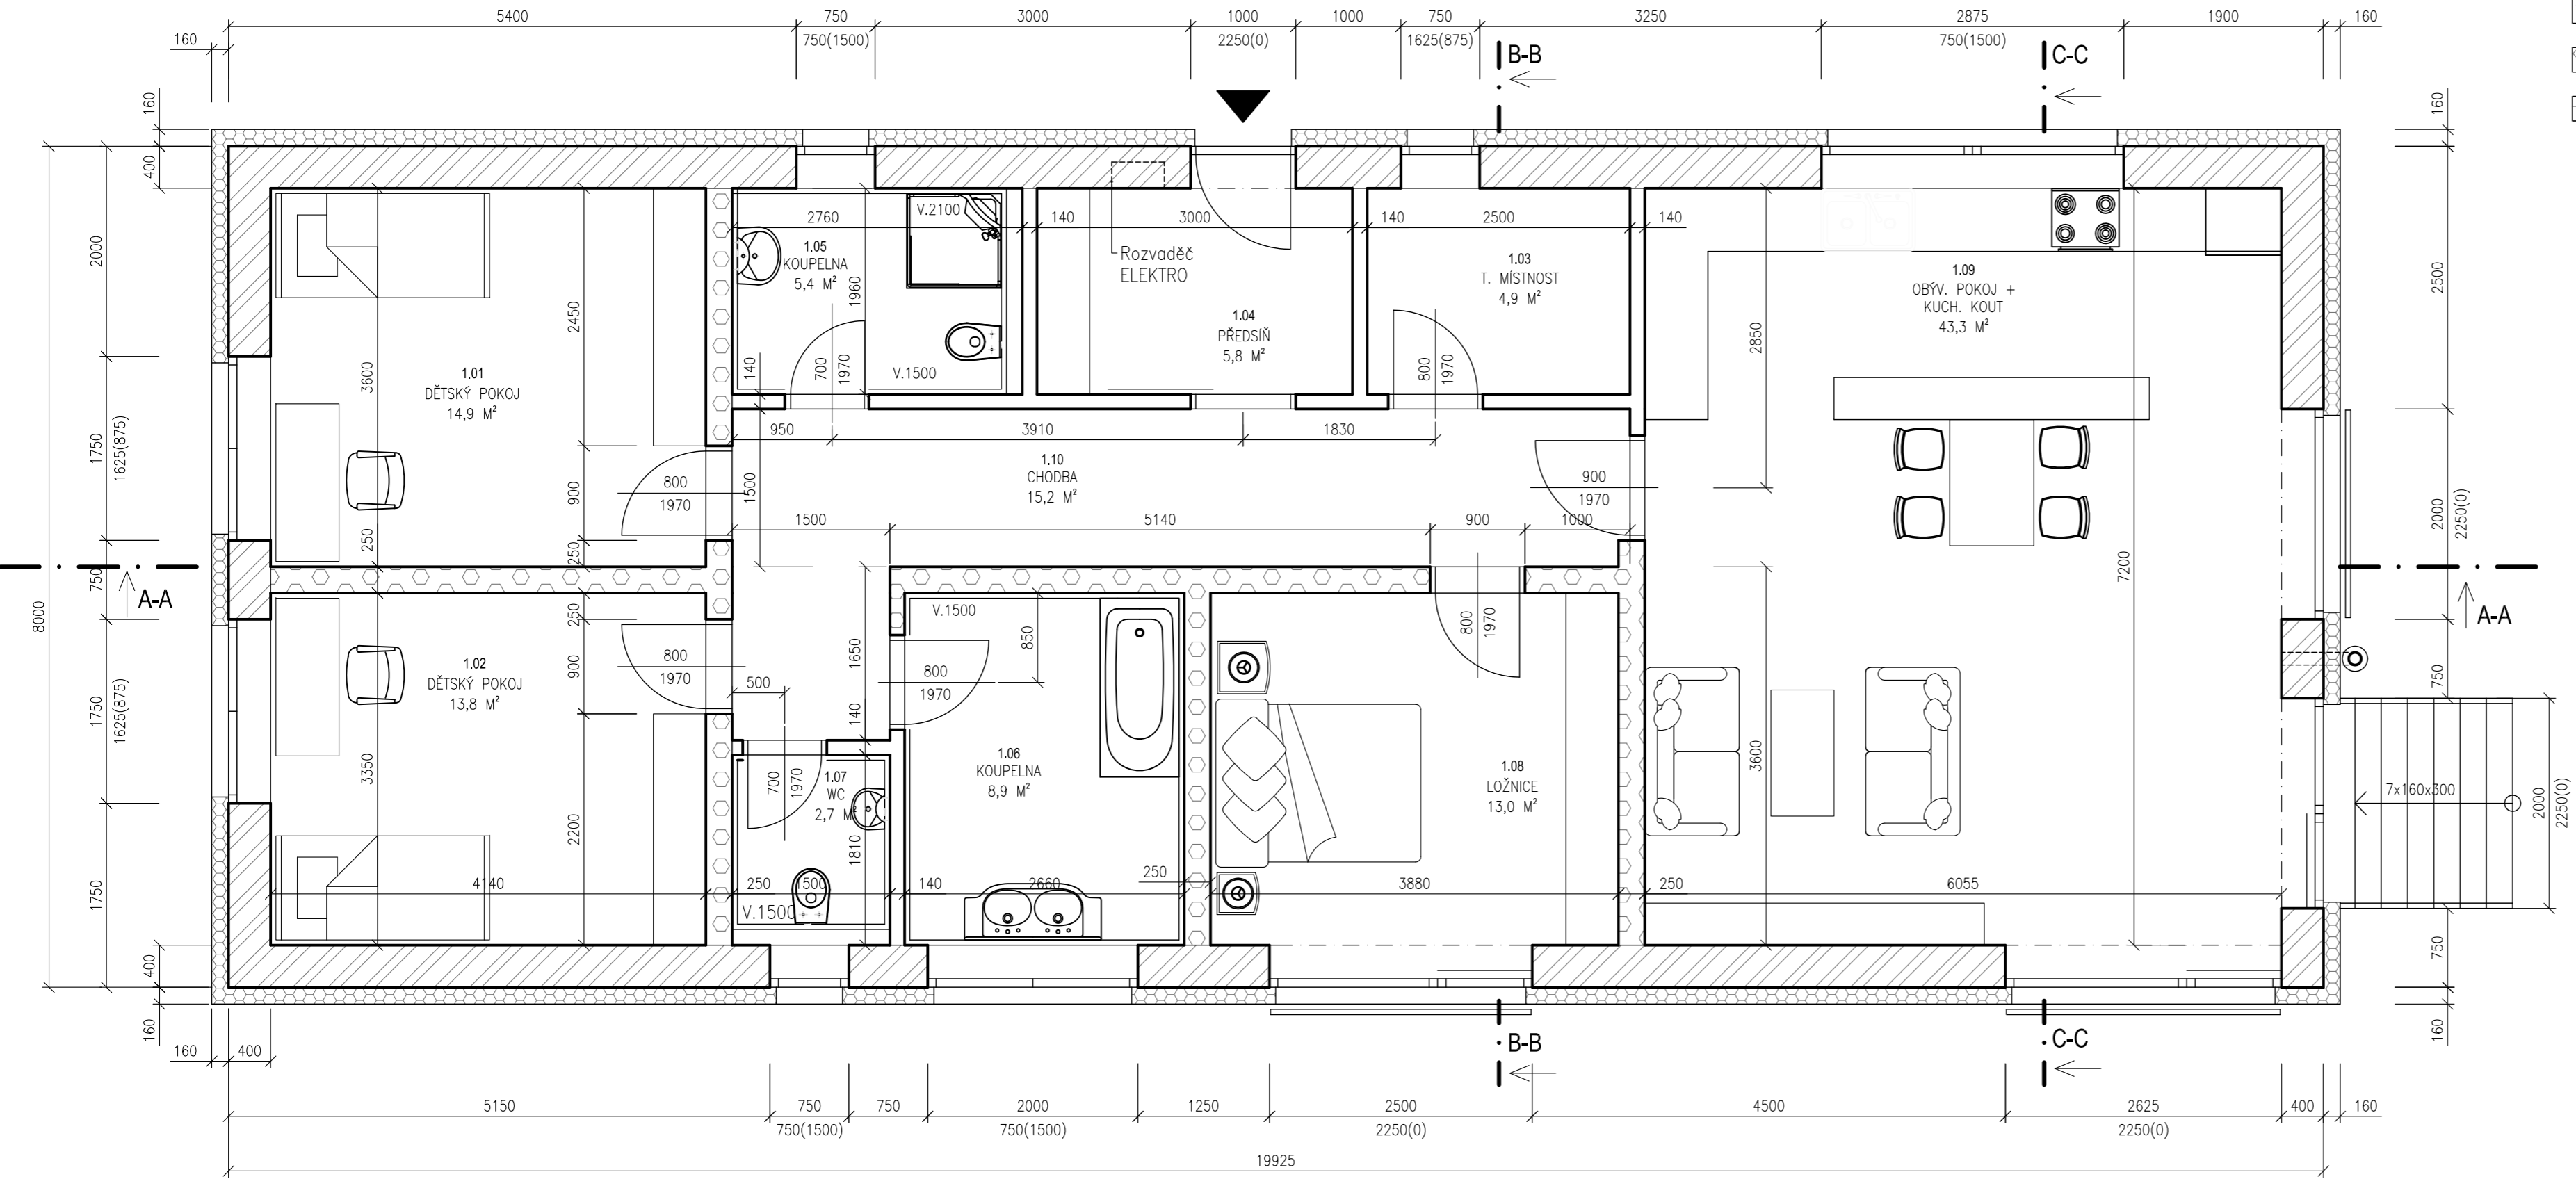 5400 750 3000 1000 1000 750 3250 2875 1900 160
160 750(1500) 2250(0) 1625(875) 750(1500)
B-B C-C
160 160
400
V.2100
2760 140 3000 140 2500 140
1.05
KOUPELNA
5,4 M²
Rozvaděč
ELEKTRO
1.03
T. MÍSTNOST
4,9 M²
1.09
OBÝV. POKOJ +
KUCH. KOUT
43,3 M²
2000
2450
1960
2500
1.04
PŘEDSÍŇ
5,8 M²
2850
1.01
DĚTSKÝ POKOJ
14,9 M²
3600
140
700
1970
V.1500
800
1970
1750
1625(875)
950 3910 1830
1.10
CHODBA
15,2 M²
800
1970
900
1970
900
1500
2000
2250(0)
250
250
1500 5140 900 1000
8000
750
A-A
7200
A-A
250
V.1500
850
800
1970
1.02
DĚTSKÝ POKOJ
13,8 M²
900
800
1970
500
1650
800
1970
750
1750
1625(875)
140
3350
700
1970
1.07
WC
2,7 M²
1.06
KOUPELNA
8,9 M²
1.08
LOŽNICE
13,0 M²
3600
7x160x300
2000
2250(0)
2200
1810
1750
4140 250 1500 140 2660 250 3880 250 6055
V.1500
400
750
160 160
160 400
B-B C-C
5150 750 750 2000 1250 2500 4500 2625 400 160
750(1500) 750(1500) 2250(0) 2250(0)
19925